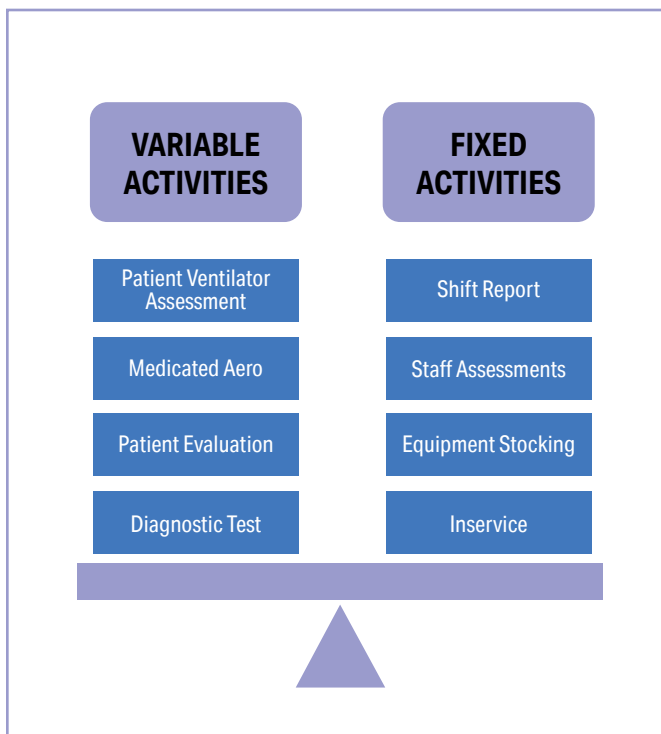 VARIABLE
ACTIVITIES
Patient Ventilator
Assessment
Medicated Aero
Patient Evaluation
Diagnostic Test
FIXED
ACTIVITIES
Shift Report
Staff Assessments
Equipment Stocking
Inservice